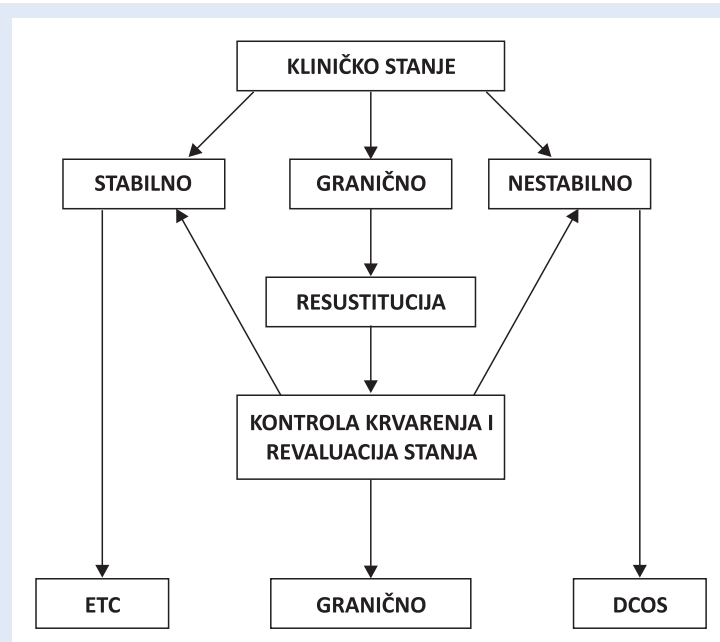 KLINIČKO STANJE
STABILNO
GRANIČNO
NESTABILNO
RESUSTITUCIJA
KONTROLA KRVARENJA I
REVALUACIJA STANJA
ETC
GRANIČNO
DCOS